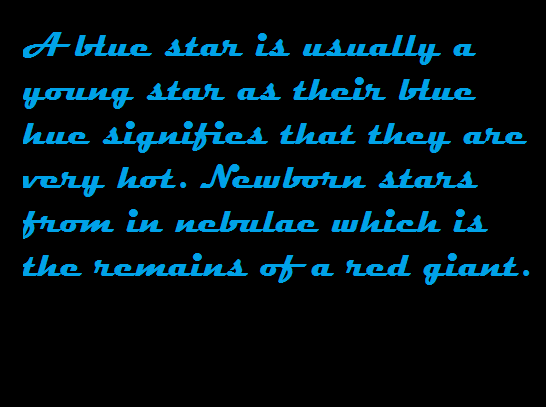 A blue star is usually a
young star as their blue
hue signifies that they are
very hot. Newborn stars
from in nebulae which is
the remains of a red giant.